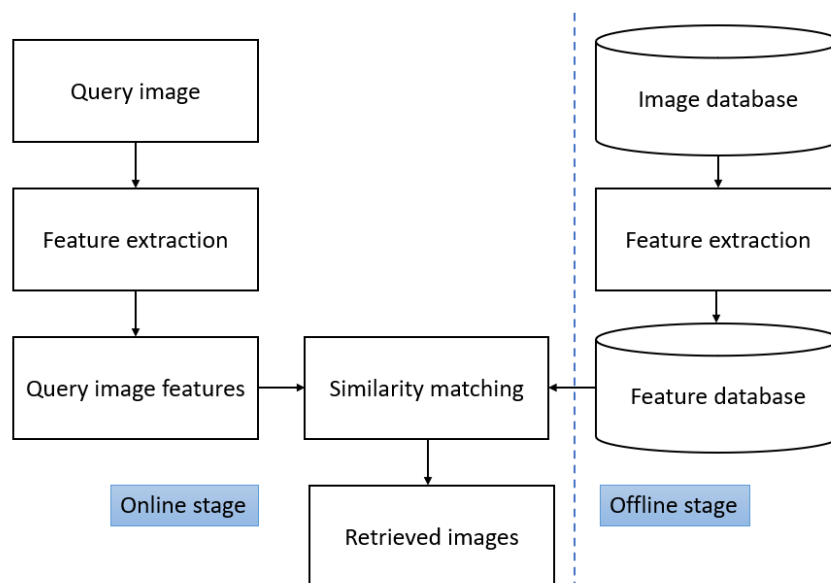 Query image
Image database
Feature extraction
Feature extraction
Query image features
Similarity matching
Feature database
Online stage
Offline stage
Retrieved images